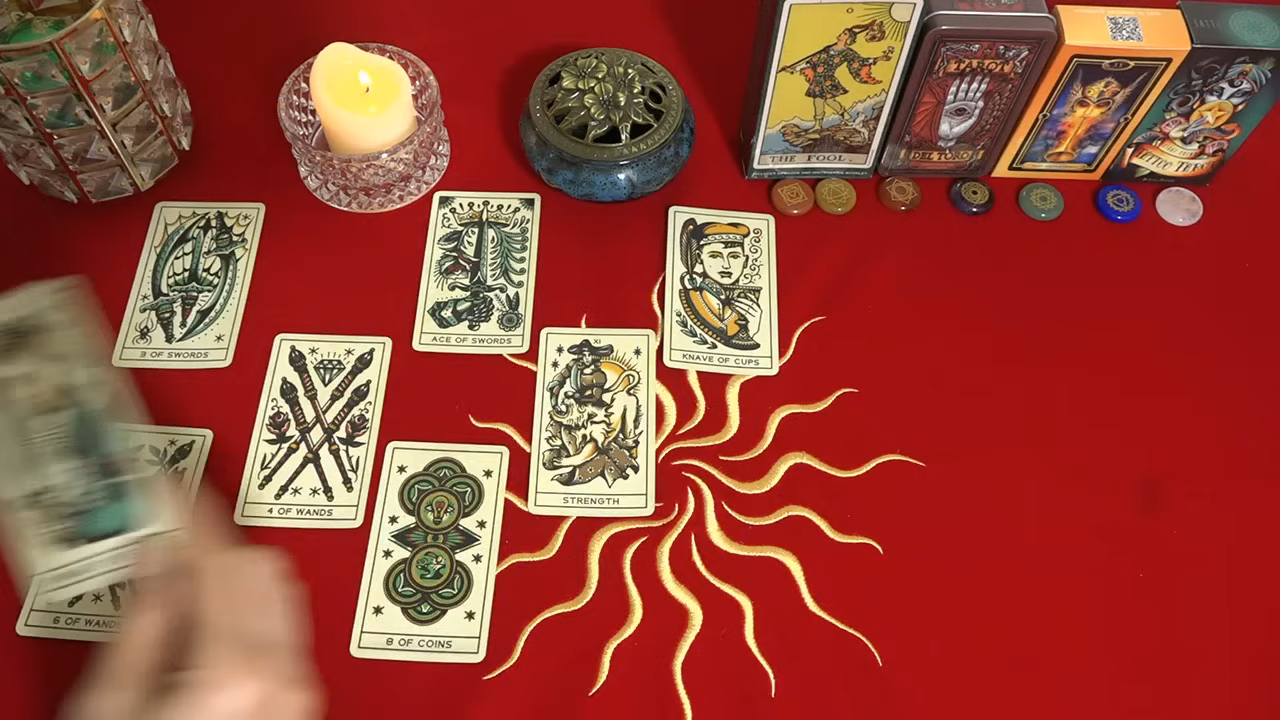 THE FOOL.
TAROT
DEL TORO
3 OF SWORDS
ACE OF SWORDS
KNAVE OF CUPS
4 OF WANDS
XI
STRENGTH
6 OF WANDS
8 OF COINS